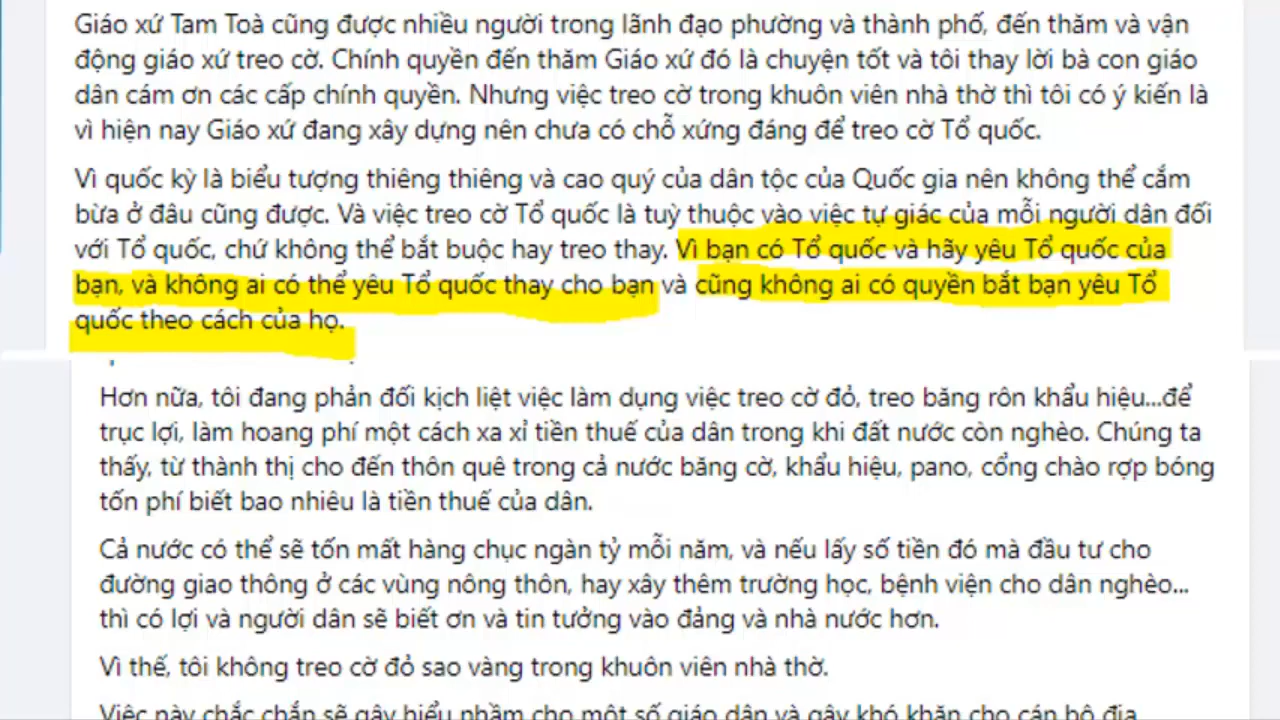 Giáo xứ Tam Toà cũng được nhiều người trong lãnh đạo phường và thành phố, đến thăm và vận
động giáo xứ treo cờ. Chính quyền đến thăm Giáo xứ đó là chuyện tốt và tôi thay lời bà con giáo
dân cám ơn các cấp chính quyền. Nhưng việc treo cờ trong khuôn viên nhà thờ thì tôi có ý kiến là
vì hiện nay Giáo xứ đang xây dựng nên chưa có chỗ xứng đáng để treo cờ Tổ quốc.
Vì quốc kỳ là biểu tượng thiêng thiêng và cao quý của dân tộc của Quốc gia nên không thể cắm
bừa ở đâu cũng được. Và việc treo cờ Tổ quốc là tuỳ thuộc vào việc tự giác của mỗi người dân đối
với Tổ quốc, chứ không thể bắt buộc hay treo thay. Vì bạn có Tổ quốc và hãy yêu Tổ quốc của
bạn, và không ai có thể yêu Tổ quốc thay cho bạn và cũng không ai có quyền bắt bạn yêu Tổ
quốc theo cách của họ.
Hơn nữa, tôi đang phản đối kịch liệt việc làm dụng việc treo cờ đỏ, treo băng rôn khẩu hiệu...để
trục lợi, làm hoang phí một cách xa xỉ tiền thuế của dân trong khi đất nước còn nghèo. Chúng ta
thấy, từ thành thị cho đến thôn quê trong cả nước băng cờ, khẩu hiệu, pano, cổng chào rợp bóng
tốn phí biết bao nhiêu là tiền thuế của dân.
Cả nước có thể sẽ tốn mất hàng chục ngàn tỷ mỗi năm, và nếu lấy số tiền đó mà đầu tư cho
đường giao thông ở các vùng nông thôn, hay xây thêm trường học, bệnh viện cho dân nghèo...
thì có lợi và người dân sẽ biết ơn và tin tưởng vào đảng và nhà nước hơn.
Vì thế, tôi không treo cờ đỏ sao vàng trong khuôn viên nhà thờ.
Việc này chắc chắn sẽ gây hiểu nhầm cho một số giáo dân và gây khó khăn cho cán bộ địa